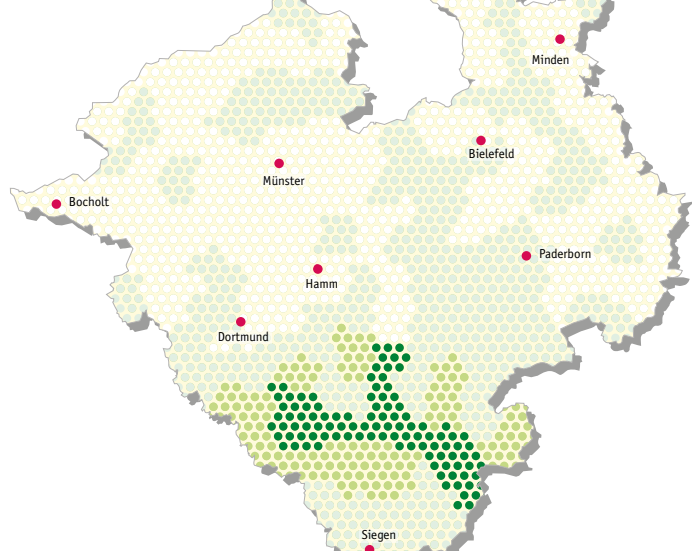 Minden
Bielefeld
Münster
Bocholt
Paderborn
Hamm
Dortmund
Siegen